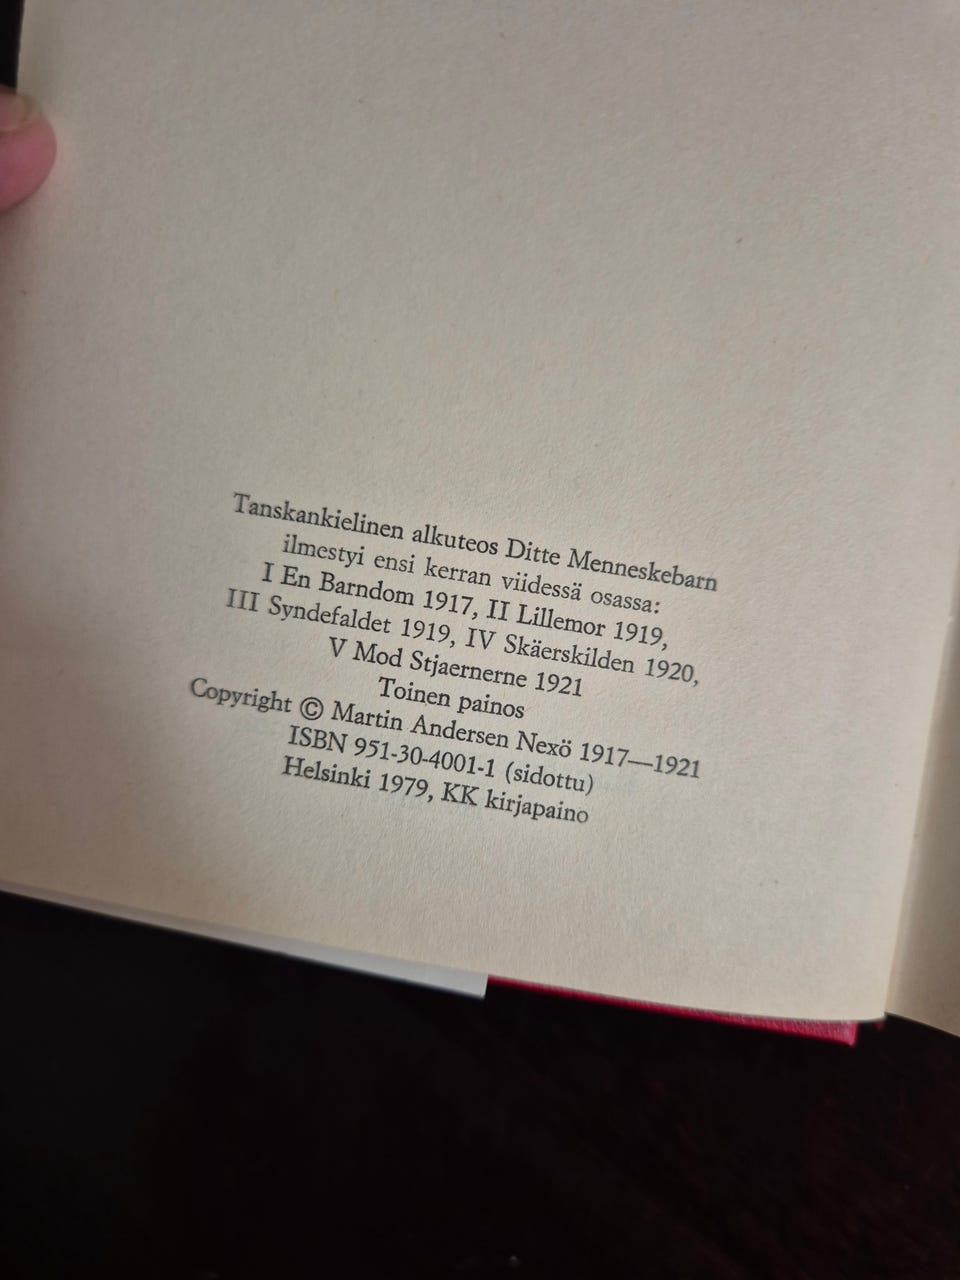 Tanskankielinen alkuteos Ditte Menneskebarn
ilmestyi ensi kerran viidessä osassa:
I En Barndom 1917, II Lillemor 1919,
III Syndefaldet 1919, IV Skäerskilden 1920,
V Mod Stjaernerne 1921
Toinen painos
Copyright © Martin Andersen Nexö 1917—1921
ISBN 951-30-4001-1 (sidottu)
Helsinki 1979, KK kirjapaino